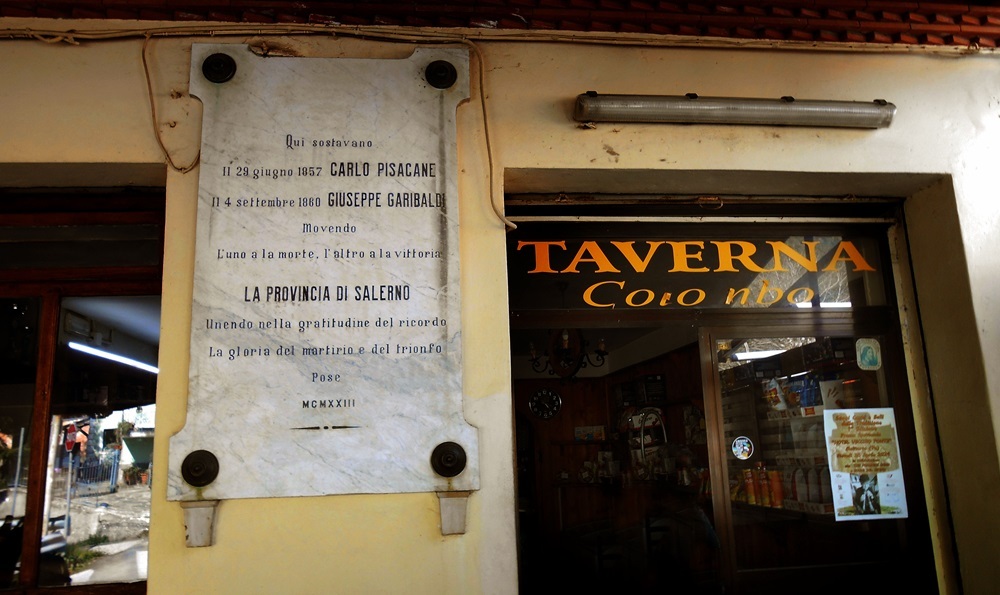 Qui sostavano
Il 29 giugno 1857 CARLO PISACANE
Il 4 settembre 1860 GIUSEPPE GARIBALDI
Movendo
L'uno a la morte, l'altro a la vittoria
LA PROVINCIA DI SALERNO
Unendo nella gratitudine del ricordo
La gloria del martirio e del trionfo
Pose
MCMXXIII
TAVERNA